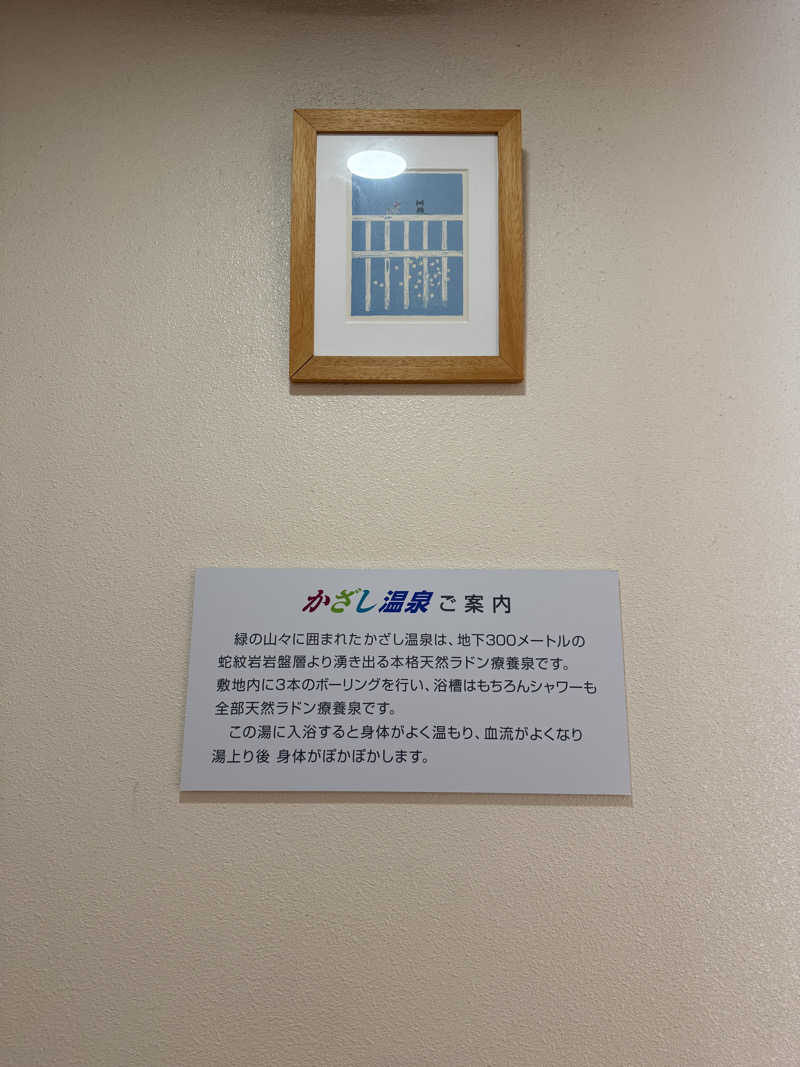 かざし温泉ご案内
緑の山々に囲まれたかざし温泉は、地下300メートルの
蛇紋岩岩盤層より湧き出る本格天然ラドン療養泉です。
敷地内に3本のボーリングを行い、浴槽はもちろんシャワーも
全部天然ラドン療養泉です。
この湯に入浴すると身体がよく温もり、血流がよくなり
湯上り後 身体がぽかぽかします。